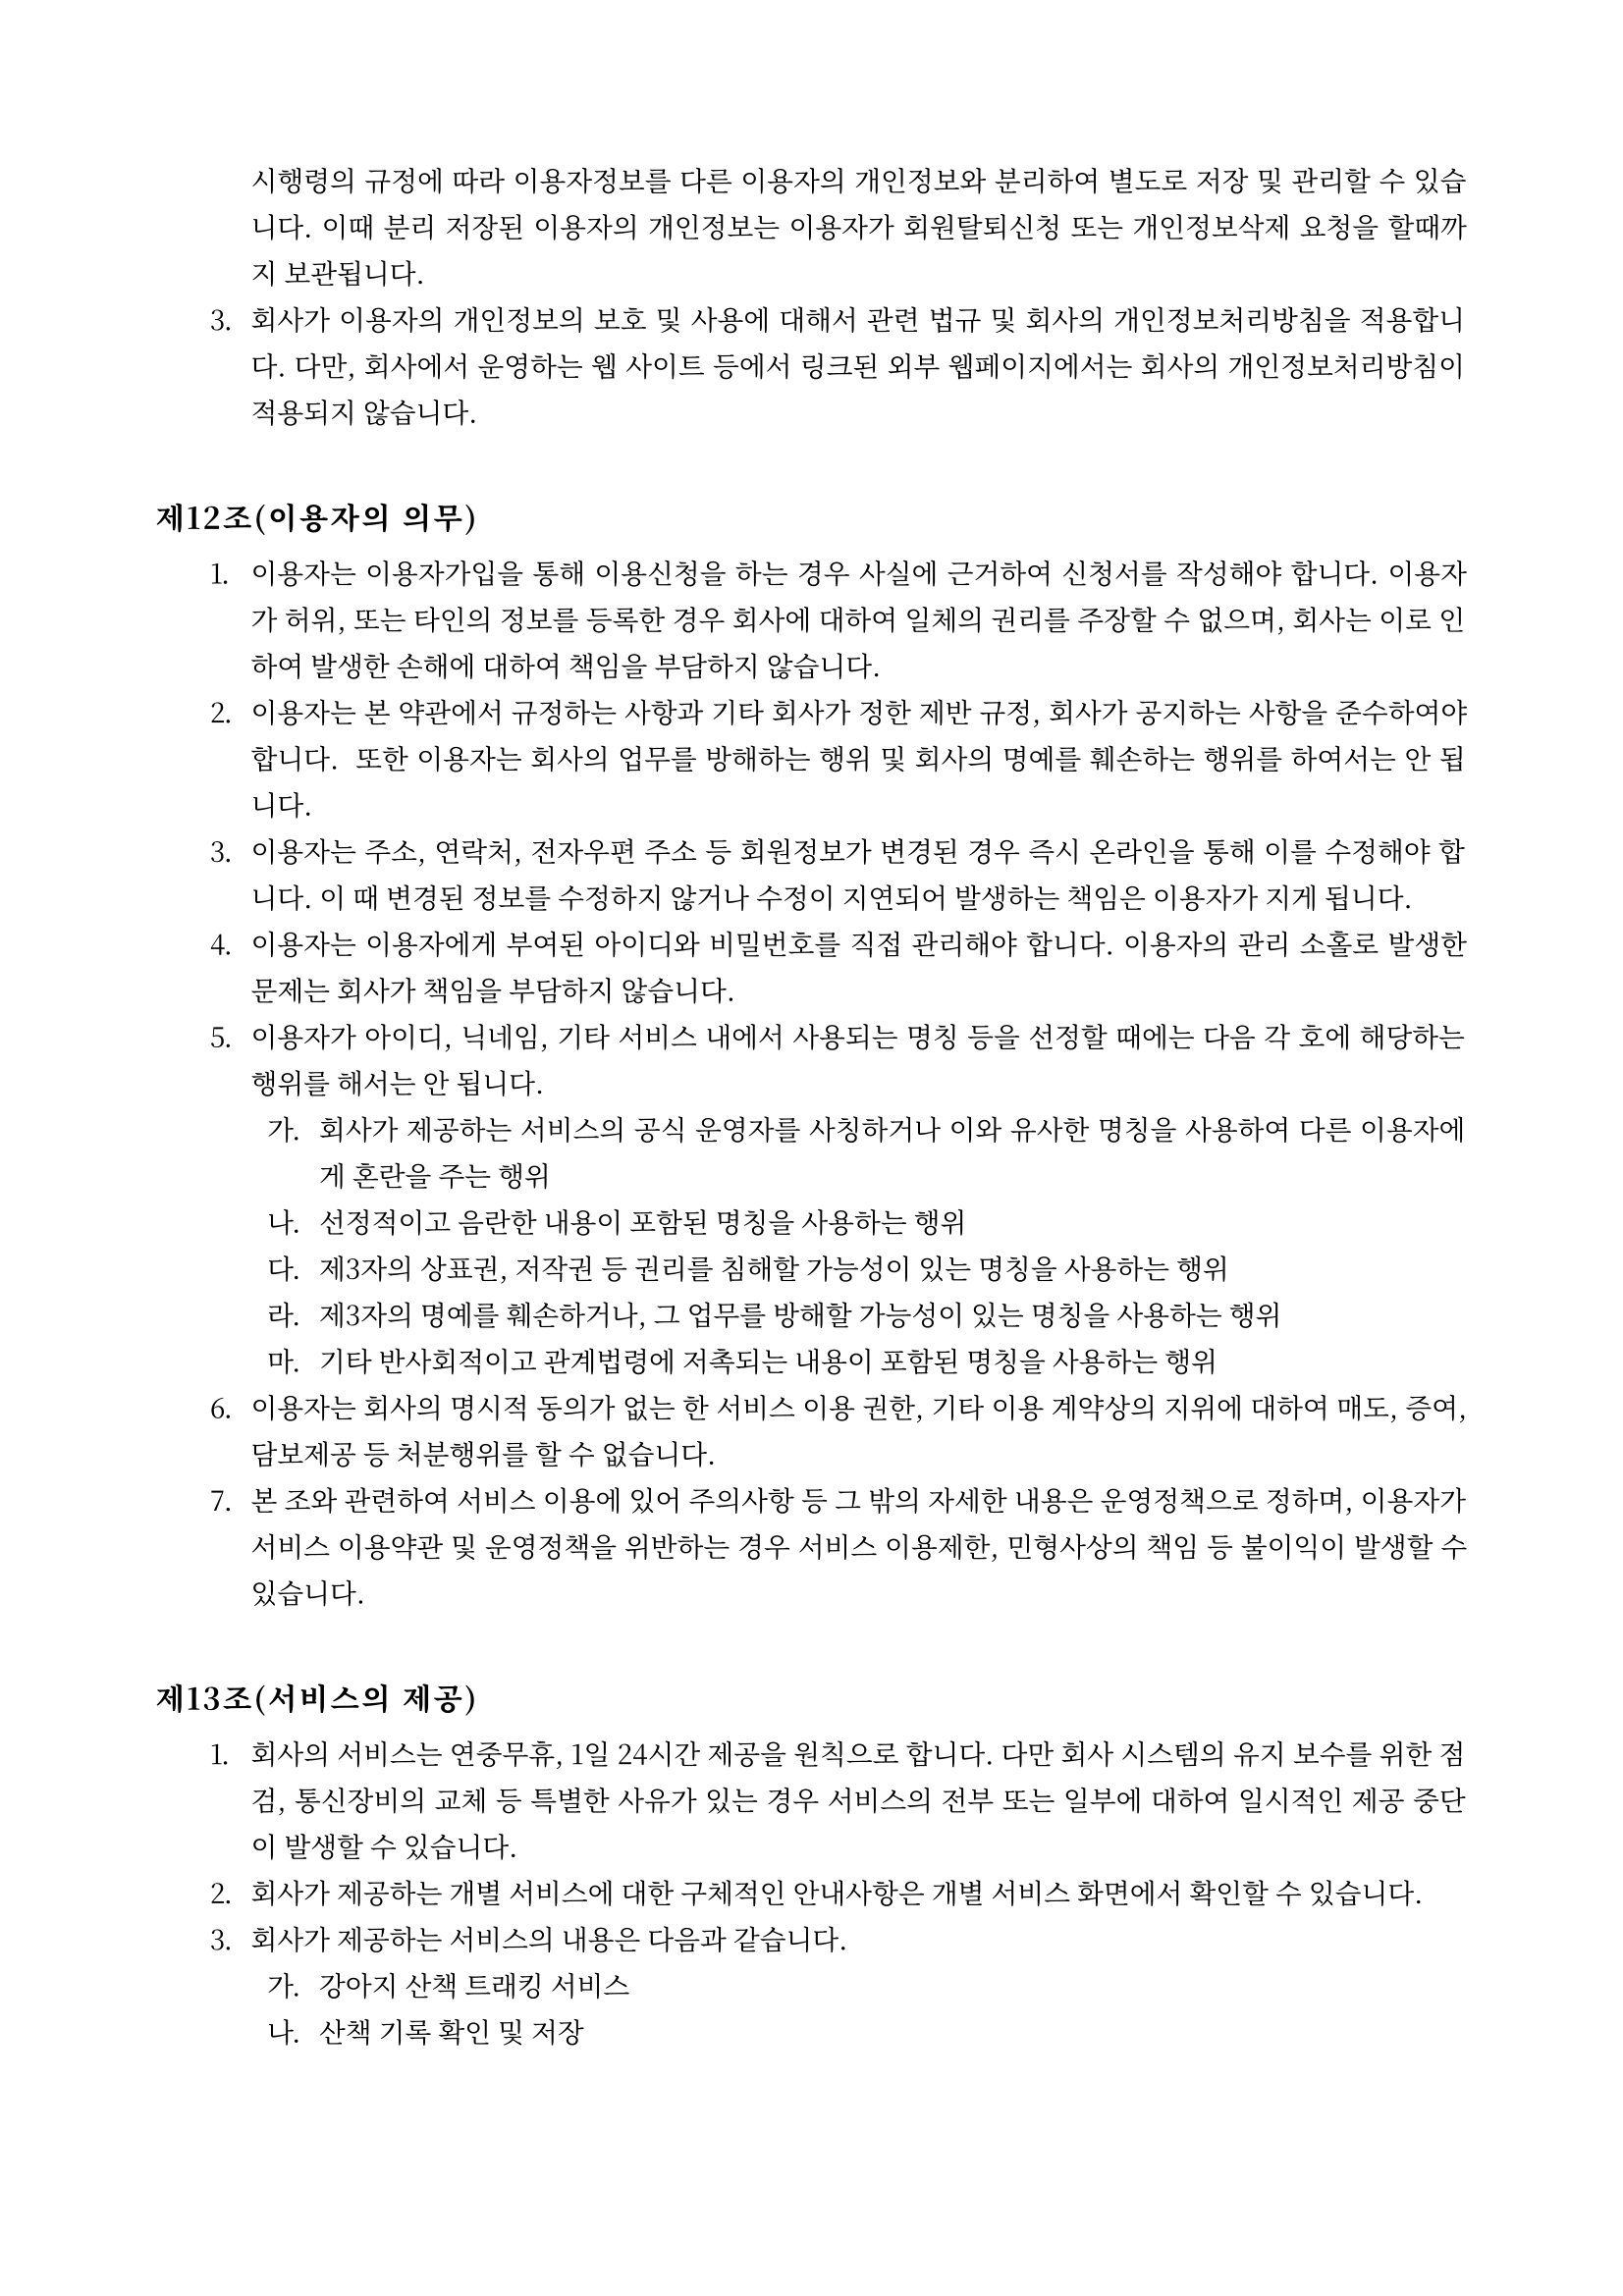 시행령의 규정에 따라 이용자정보를 다른 이용자의 개인정보와 분리하여 별도로 저장 및 관리할 수 있습
니다. 이때 분리 저장된 이용자의 개인정보는 이용자가 회원탈퇴신청 또는 개인정보삭제 요청을 할때까
지 보관됩니다.
3. 회사가 이용자의 개인정보의 보호 및 사용에 대해서 관련 법규 및 회사의 개인정보처리방침을 적용합니
다. 다만, 회사에서 운영하는 웹 사이트 등에서 링크된 외부 웹페이지에서는 회사의 개인정보처리방침이
적용되지 않습니다.
제12조(이용자의 의무)
1. 이용자는 이용자가입을 통해 이용신청을 하는 경우 사실에 근거하여 신청서를 작성해야 합니다. 이용자
가 허위, 또는 타인의 정보를 등록한 경우 회사에 대하여 일체의 권리를 주장할 수 없으며, 회사는 이로 인
하여 발생한 손해에 대하여 책임을 부담하지 않습니다.
2. 이용자는 본 약관에서 규정하는 사항과 기타 회사가 정한 제반 규정, 회사가 공지하는 사항을 준수하여야
합니다.  또한 이용자는 회사의 업무를 방해하는 행위 및 회사의 명예를 훼손하는 행위를 하여서는 안 됩
니다.
3. 이용자는 주소, 연락처, 전자우편 주소 등 회원정보가 변경된 경우 즉시 온라인을 통해 이를 수정해야 합
니다. 이 때 변경된 정보를 수정하지 않거나 수정이 지연되어 발생하는 책임은 이용자가 지게 됩니다.
4. 이용자는 이용자에게 부여된 아이디와 비밀번호를 직접 관리해야 합니다. 이용자의 관리 소홀로 발생한
문제는 회사가 책임을 부담하지 않습니다.
5. 이용자가 아이디, 닉네임, 기타 서비스 내에서 사용되는 명칭 등을 선정할 때에는 다음 각 호에 해당하는
행위를 해서는 안 됩니다.
가. 회사가 제공하는 서비스의 공식 운영자를 사칭하거나 이와 유사한 명칭을 사용하여 다른 이용자에
게 혼란을 주는 행위
나. 선정적이고 음란한 내용이 포함된 명칭을 사용하는 행위
다. 제3자의 상표권, 저작권 등 권리를 침해할 가능성이 있는 명칭을 사용하는 행위
라. 제3자의 명예를 훼손하거나, 그 업무를 방해할 가능성이 있는 명칭을 사용하는 행위
마. 기타 반사회적이고 관계법령에 저촉되는 내용이 포함된 명칭을 사용하는 행위
6. 이용자는 회사의 명시적 동의가 없는 한 서비스 이용 권한, 기타 이용 계약상의 지위에 대하여 매도, 증여,
담보제공 등 처분행위를 할 수 없습니다.
7. 본 조와 관련하여 서비스 이용에 있어 주의사항 등 그 밖의 자세한 내용은 운영정책으로 정하며, 이용자가
서비스 이용약관 및 운영정책을 위반하는 경우 서비스 이용제한, 민형사상의 책임 등 불이익이 발생할 수
있습니다.
제13조(서비스의 제공)
1. 회사의 서비스는 연중무휴, 1일 24시간 제공을 원칙으로 합니다. 다만 회사 시스템의 유지 보수를 위한 점
검, 통신장비의 교체 등 특별한 사유가 있는 경우 서비스의 전부 또는 일부에 대하여 일시적인 제공 중단
이 발생할 수 있습니다.
2. 회사가 제공하는 개별 서비스에 대한 구체적인 안내사항은 개별 서비스 화면에서 확인할 수 있습니다.
3. 회사가 제공하는 서비스의 내용은 다음과 같습니다.
가. 강아지 산책 트래킹 서비스
나. 산책 기록 확인 및 저장